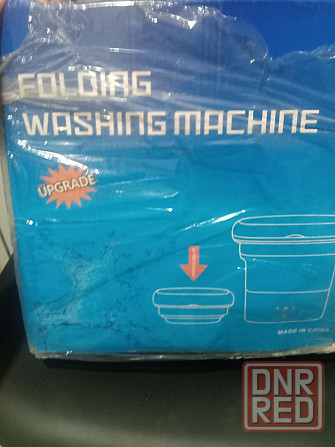 FOLDING
WASHING MACHINE
UPGRADE
MADE IN CHINA
DNR
RED